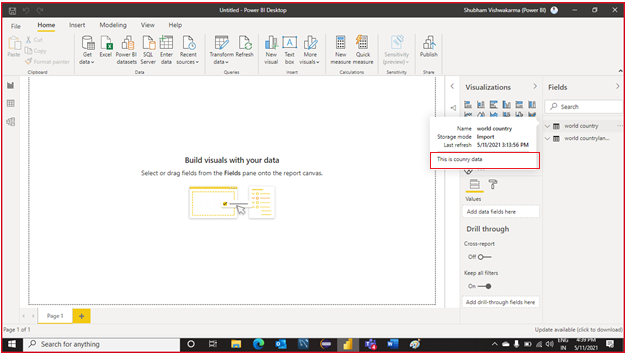 Untitled - Power BI Desktop
Shubham Vishwakarma (Power BI)
File Home Insert Modeling View Help
Paste
Cut
Copy
Format painter
Get data
Excel
Power BI datasets
SQL Server
Enter data
Recent sources
Transform data
Refresh
New visual
Text box
More visuals
New measure
Quick measure
Sensitivity (preview)
Publish
Clipboard
Data
Queries
Insert
Calculations
Sensitivity
Share
Visualizations
Fields
Search
Name world country
Storage mode Import
Last refresh 5/11/2021 3:13:56 PM
This is counry data
world country
world countrylan...
Build visuals with your data
Select or drag fields from the Fields pane onto the report canvas.
Values
Add data fields here
Drill through
Cross-report
Off
Keep all filters
On
Add drill-through fields here
Page 1
Page 1 of 1
Update available (click to download)
Search for anything
ENG
IN
4:39 PM
5/11/2021